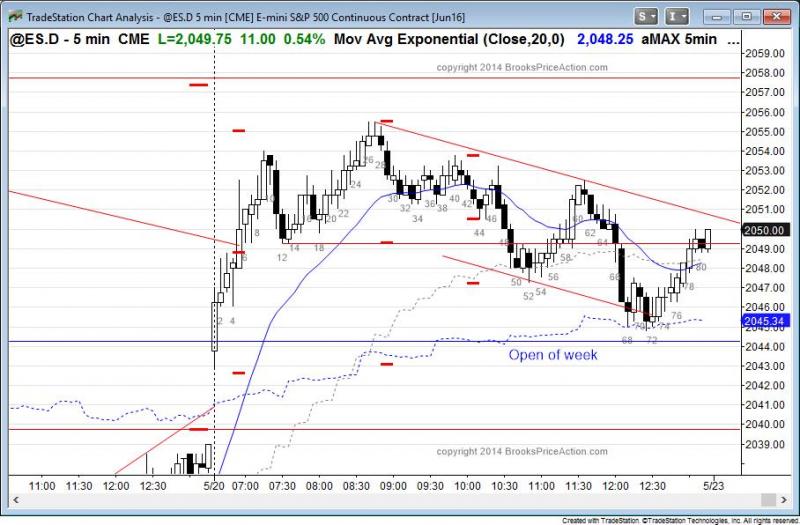 TradeStation Chart Analysis - @ES.D 5 min [CME] E-mini S&P 500 Continuous Contract [Jun16]
S
I
@ES.D - 5 min CME L=2,049.75 11.00 0.54% Mov Avg Exponential (Close,20,0) 2,048.25 aMAX 5min ...
copyright 2014 BrooksPriceAction.com
2059.00
2058.00
2057.00
2056.00
2055.00
2054.00
2053.00
2052.00
2051.00
2050.00
2049.00
2048.00
2047.00
2046.00
2045.34
2044.00
2043.00
2042.00
2041.00
2040.00
2039.00
2 4 6 8 10 12 14 16 18 20 22 24 26 28 30 32 34 36 38 40 42 44 46 50 52 54 56 58 60 62 64 66 68 70 72 74 76 78 80
Open of week
copyright 2014 BrooksPriceAction.com
11:00 11:30 12:00 12:30 5/20 07:00 07:30 08:00 08:30 09:00 09:30 10:00 10:30 11:00 11:30 12:00 12:30 5/23
Created with TradeStation. ©TradeStation Technologies, Inc. All rights reserved.